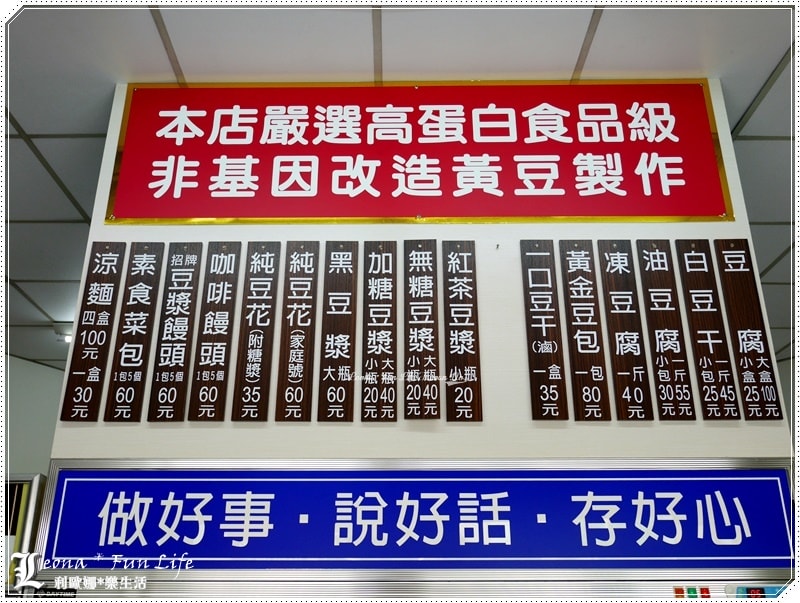 Leona * Fun Life
本店嚴選高蛋白食品級
非基因改造黃豆製作
涼麵 四盒100元 一盒30元
素食菜包 1包5個 60元
招牌豆漿饅頭 1包5個 60元
咖啡饅頭 1包5個 60元
純豆花(附糖漿) 35元
純豆花(家庭號) 60元
黑豆漿 大瓶 60元
加糖豆漿 大瓶40元 小瓶20元
無糖豆漿 大瓶40元 小瓶20元
紅茶豆漿 小瓶 20元
一口豆干(滷) 一盒 35元
黃金豆包 一包 80元
凍豆腐 一斤 40元
油豆腐 一斤55元 小包30元
白豆干 一斤45元 小包25元
豆腐 大盒100元 小盒25元
做好事·說好話·存好心
Leona * Fun Life
利歐娜*樂生活